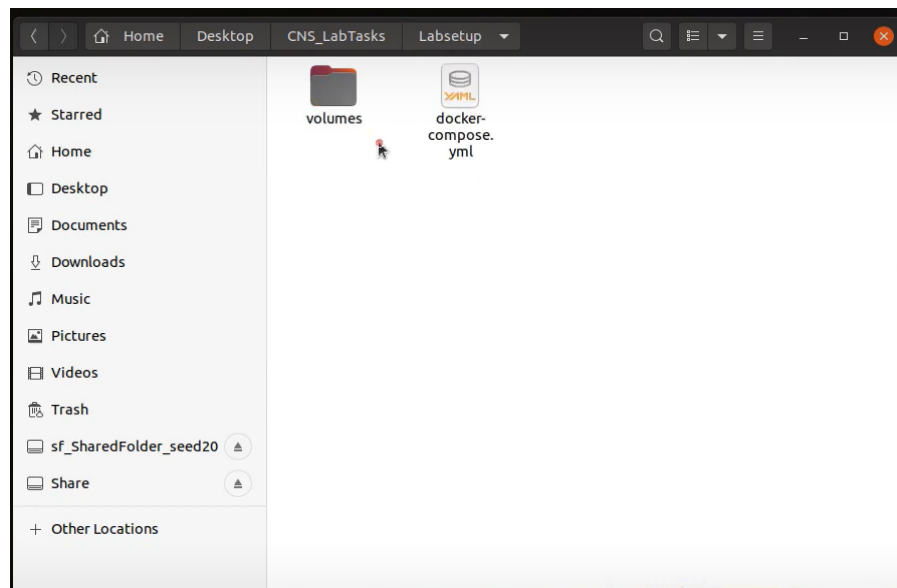 Home Desktop CNS_LabTasks Labsetup
Recent
Starred
Home
Desktop
Documents
Downloads
Music
Pictures
Videos
Trash
sf_SharedFolder_seed20
Share
Other Locations
volumes
YAML
docker-
compose.
yml